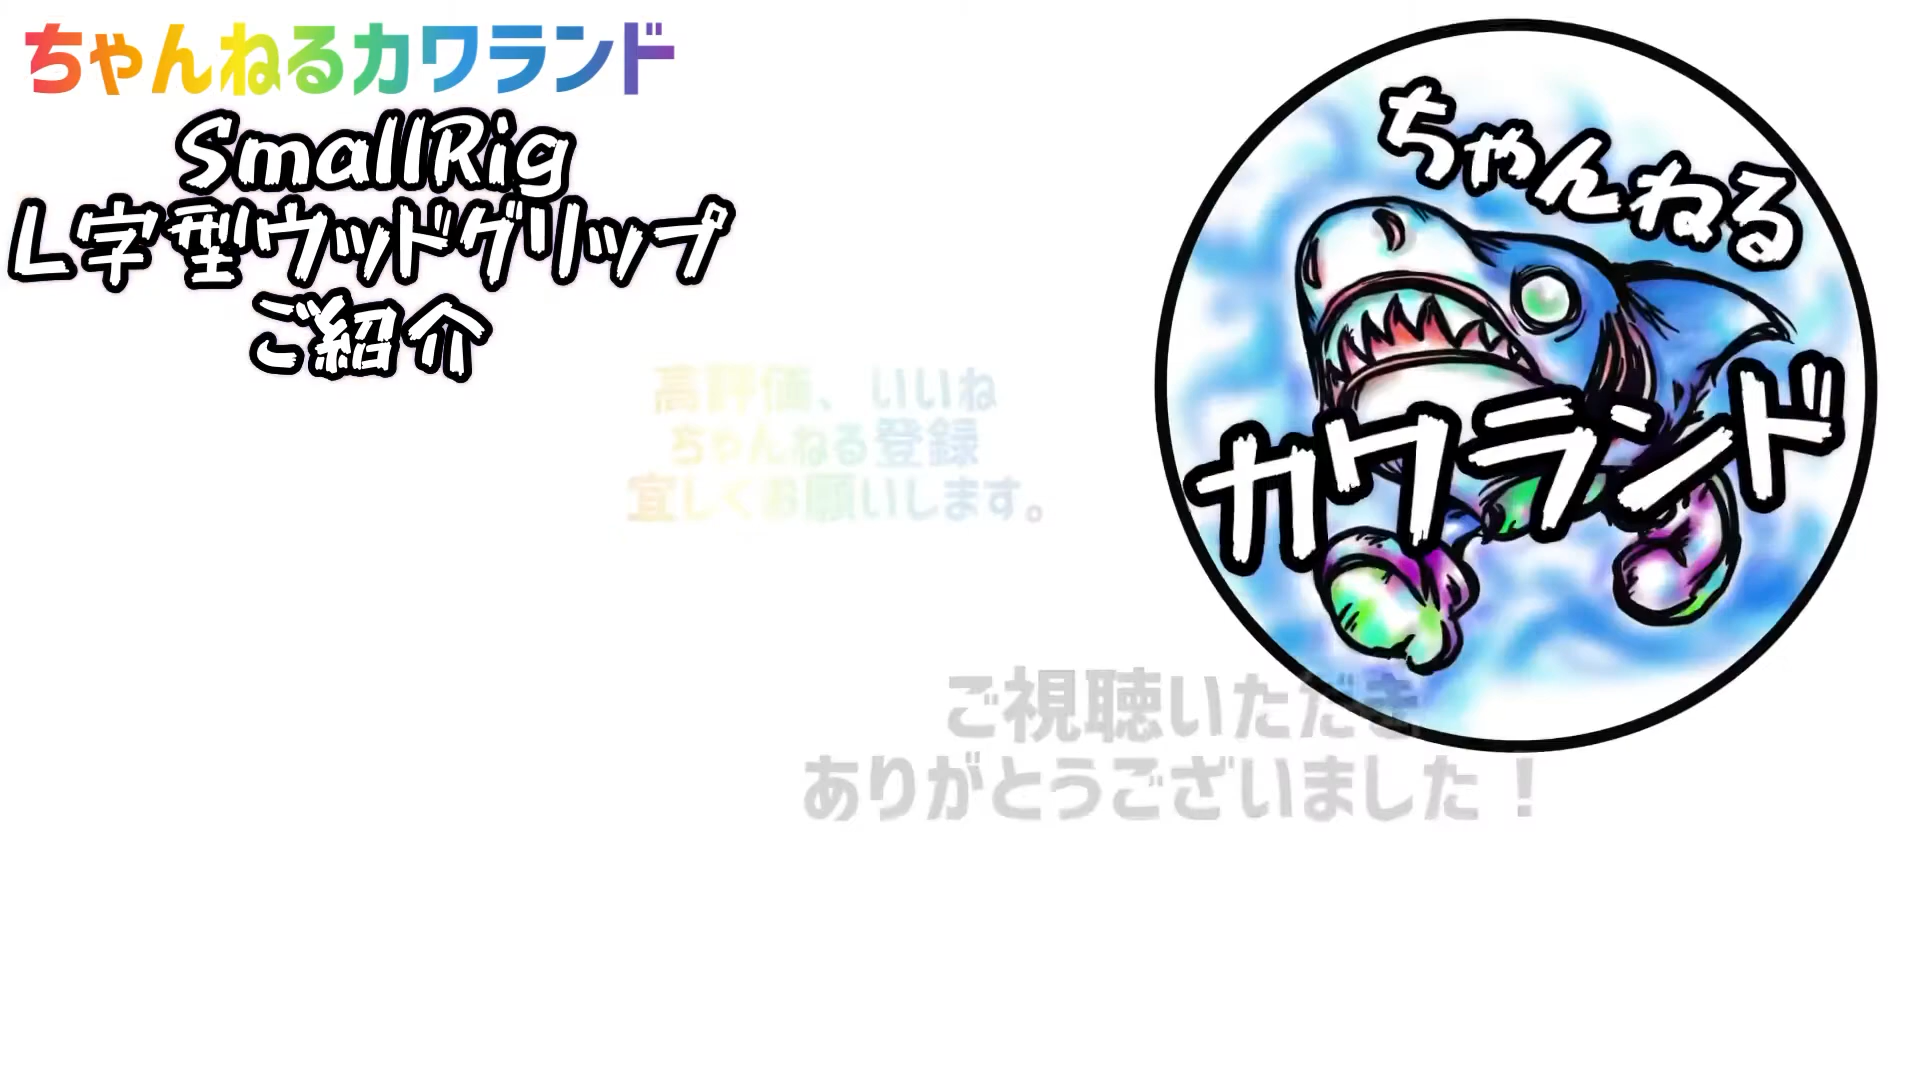 ちゃんねるカワランド
SmallRig
L字型ウッドグリップ
ご紹介
ちゃんねる
カワランド
高評価、いいね
ちゃんねる登録
宜しくお願いします。
ご視聴いただき
ありがとうございました！